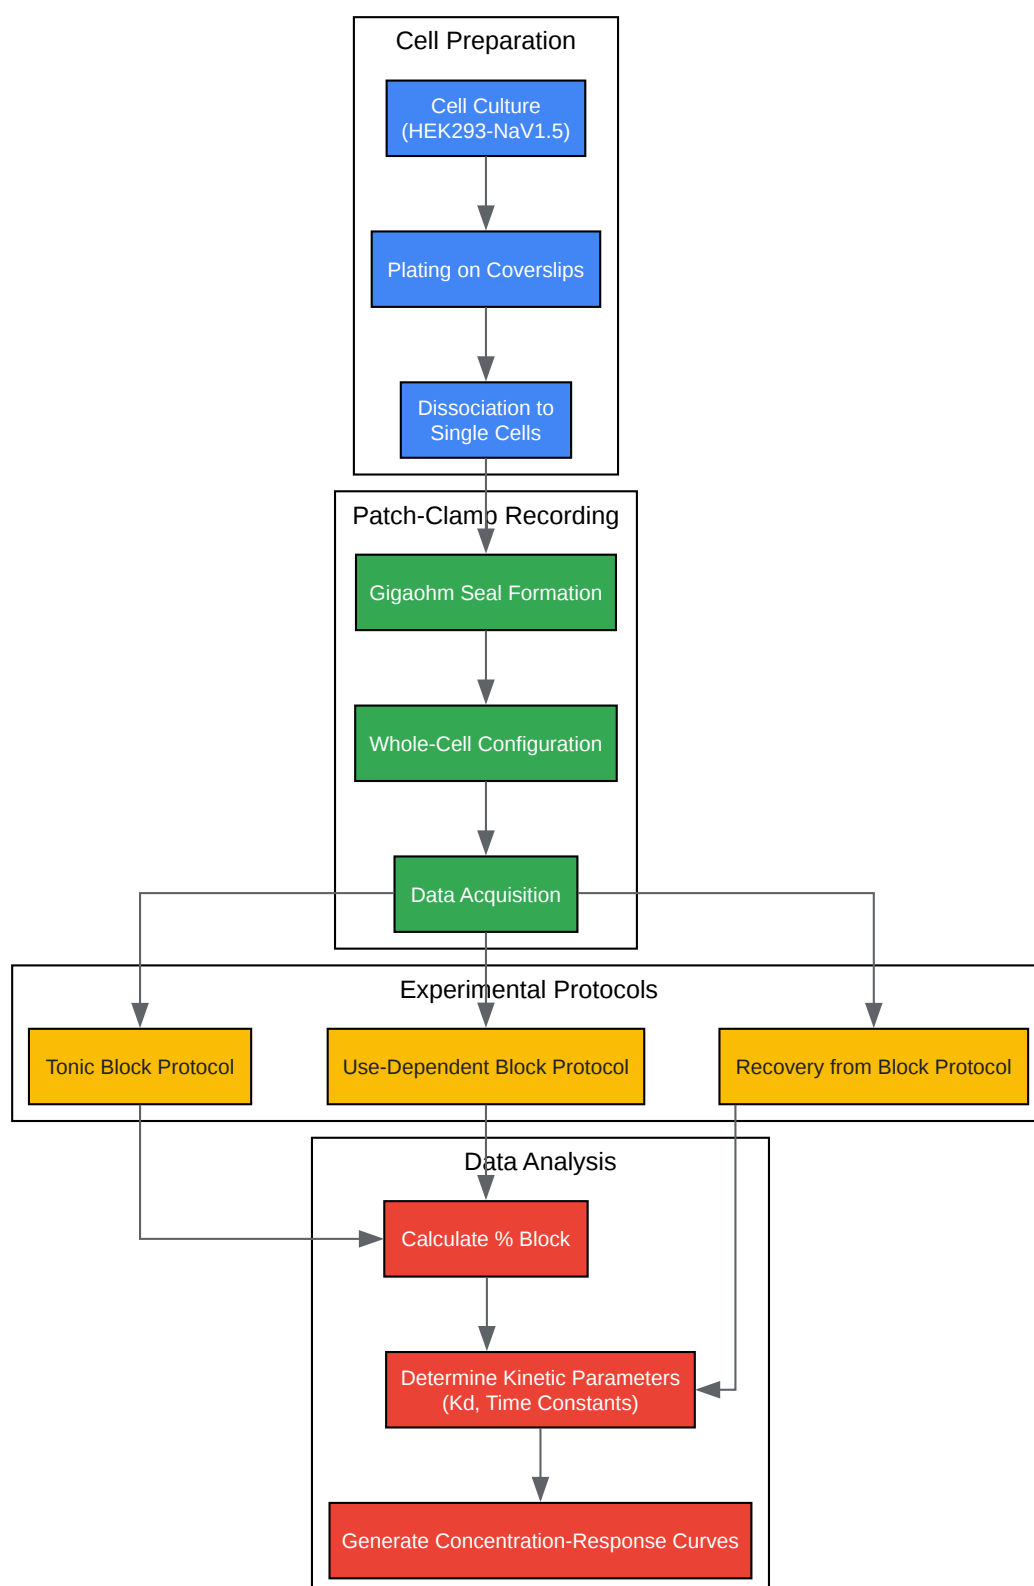 Cell Preparation
Cell Culture
(HEK293-NaV1.5)
Plating on Coverslips
Dissociation to
Single Cells
Patch-Clamp Recording
Gigaohm Seal Formation
Whole-Cell Configuration
Data Acquisition
Experimental Protocols
Tonic Block Protocol
Use-Dependent Block Protocol
Recovery from Block Protocol
Data Analysis
Calculate % Block
Determine Kinetic Parameters
(Kd, Time Constants)
Generate Concentration-Response Curves